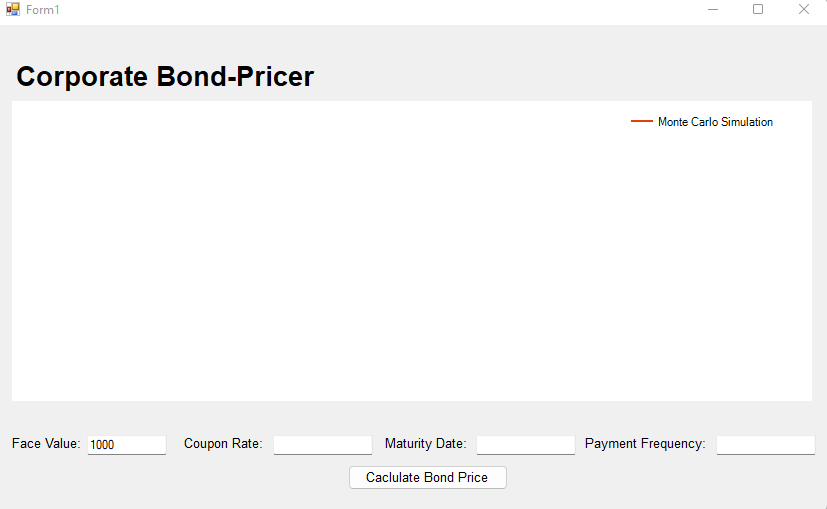 Form1
Corporate Bond-Pricer
Monte Carlo Simulation
Face Value: 1000 Coupon Rate: Maturity Date: Payment Frequency:
Caclulate Bond Price